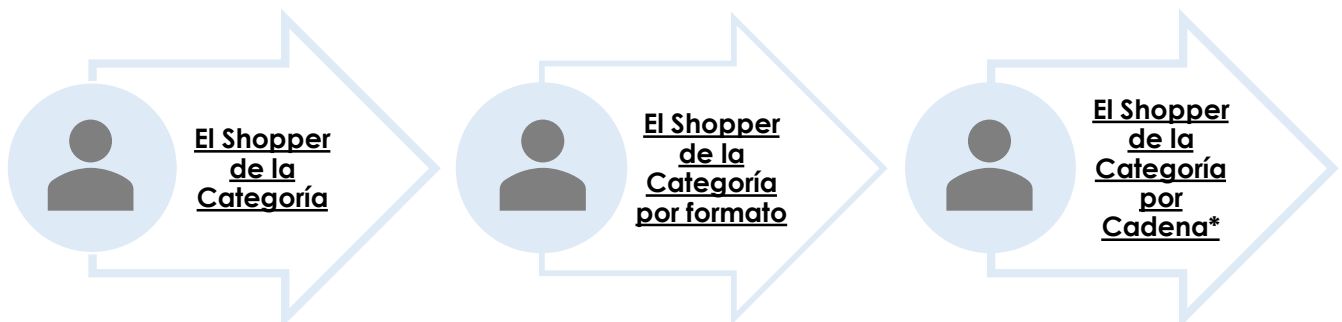 El Shopper
de la
Categoría
El Shopper
de la
Categoría
por formato
El Shopper
de la
Categoría
por
Cadena*